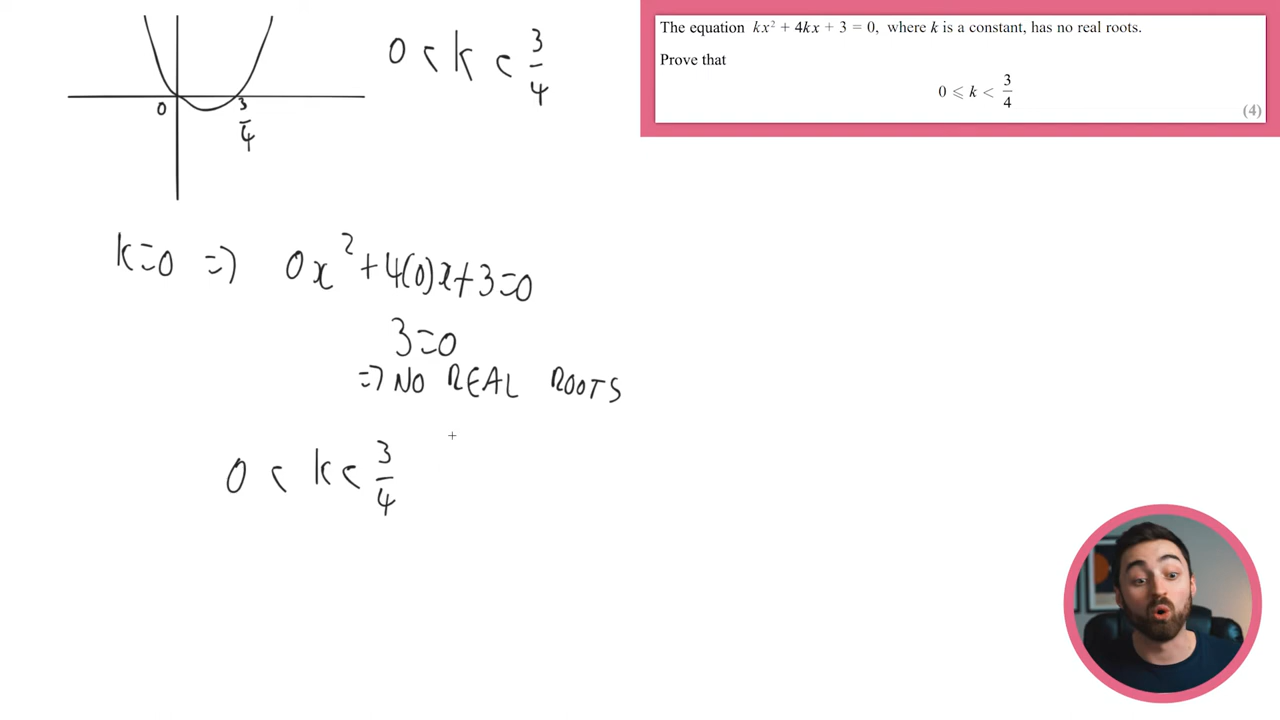 0 < k < 3/4
0
3/4
k=0 => 0x²+4(0)x+3=0
3=0
=> NO REAL ROOTS
0 < k < 3/4
The equation kx² + 4kx + 3 = 0, where k is a constant, has no real roots.
Prove that
0 ⩽ k < 3/4
(4)